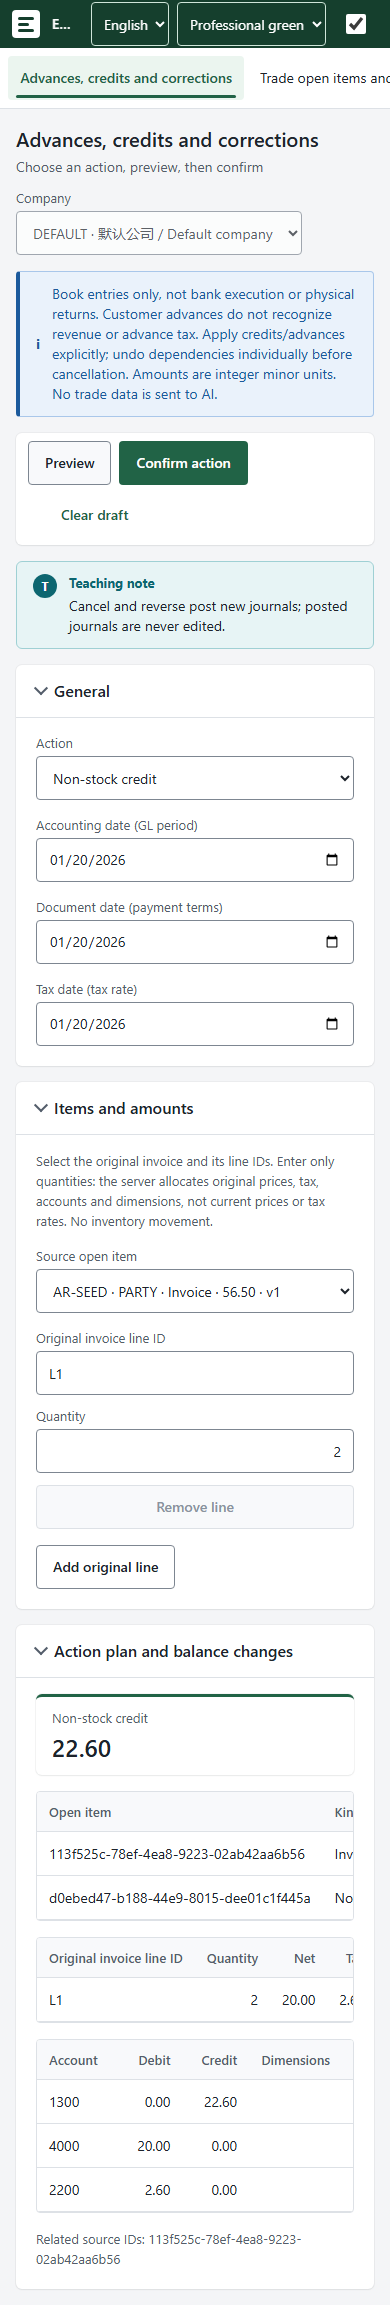 E...
English
Professional green
Advances, credits and corrections
Trade open items and
Advances, credits and corrections
Choose an action, preview, then confirm
Company
DEFAULT · 默认公司 / Default company
Book entries only, not bank execution or physical
returns. Customer advances do not recognize
revenue or advance tax. Apply credits/advances
explicitly; undo dependencies individually before
cancellation. Amounts are integer minor units.
No trade data is sent to AI.
Preview
Confirm action
Clear draft
T
Teaching note
Cancel and reverse post new journals; posted
journals are never edited.
General
Action
Non-stock credit
Accounting date (GL period)
01/20/2026
Document date (payment terms)
01/20/2026
Tax date (tax rate)
01/20/2026
Items and amounts
Select the original invoice and its line IDs. Enter only
quantities: the server allocates original prices, tax,
accounts and dimensions, not current prices or tax
rates. No inventory movement.
Source open item
AR-SEED · PARTY · Invoice · 56.50 · v1
Original invoice line ID
L1
Quantity
2
Remove line
Add original line
Action plan and balance changes
Non-stock credit
22.60
Open item Kin
113f525c-78ef-4ea8-9223-02ab42aa6b56 Inv
d0ebed47-b188-44e9-8015-dee01c1f445a No
Original invoice line ID Quantity Net Ta
L1 2 20.00 2.6
Account Debit Credit Dimensions
1300 0.00 22.60
4000 20.00 0.00
2200 2.60 0.00
Related source IDs: 113f525c-78ef-4ea8-9223-
02ab42aa6b56